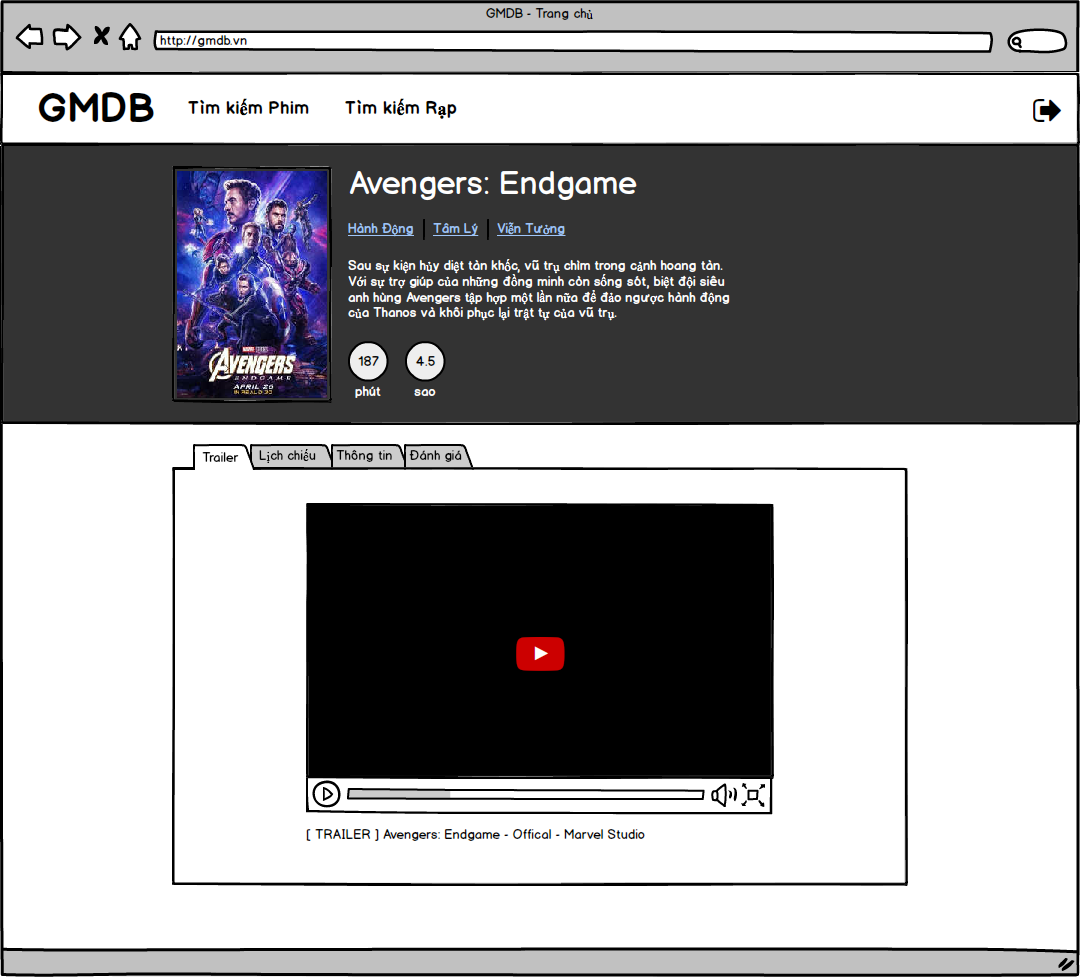 GMDB - Trang chủ
http://gmdb.vn
GMDB
Tìm kiếm Phim
Tìm kiếm Rạp
Avengers: Endgame
Hành Động
Tâm Lý
Viễn Tưởng
Sau sự kiện hủy diệt tàn khốc, vũ trụ chìm trong cảnh hoang tàn.
Với sự trợ giúp của những đồng minh còn sống sót, biệt đội siêu
anh hùng Avengers tập hợp một lần nữa để đảo ngược hành động
của Thanos và khôi phục lại trật tự của vũ trụ.
MARVEL STUDIOS
AVENGERS
ENDGAME
APRIL 26
187
4.5
phút
sao
Trailer
Lịch chiếu
Thông tin
Đánh giá
[ TRAILER ] Avengers: Endgame - Offical - Marvel Studio